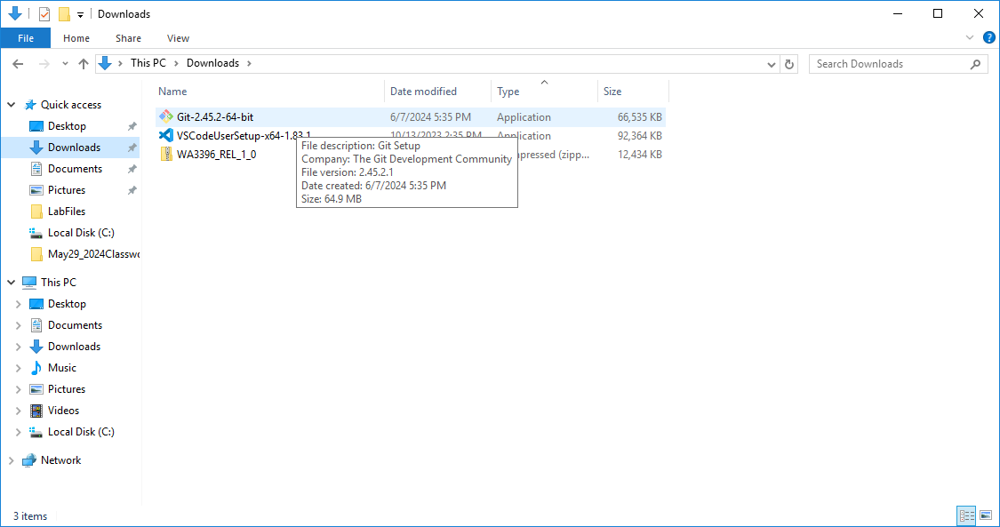 Downloads
File Home Share View
This PC Downloads
Search Downloads
Name Date modified Type Size
Quick access
Desktop
Downloads
Documents
Pictures
LabFiles
Local Disk (C:)
May29_2024Classwo
This PC
Desktop
Documents
Downloads
Music
Pictures
Videos
Local Disk (C:)
Network
Git-2.45.2-64-bit 6/7/2024 5:35 PM Application 66,535 KB
VSCodeUserSetup-x64-1.83.1 10/13/2023 2:35 PM Application 92,364 KB
WA3396_REL_1_0 mpressed (zipp... 12,434 KB
File description: Git Setup
Company: The Git Development Community
File version: 2.45.2.1
Date created: 6/7/2024 5:35 PM
Size: 64.9 MB
3 items